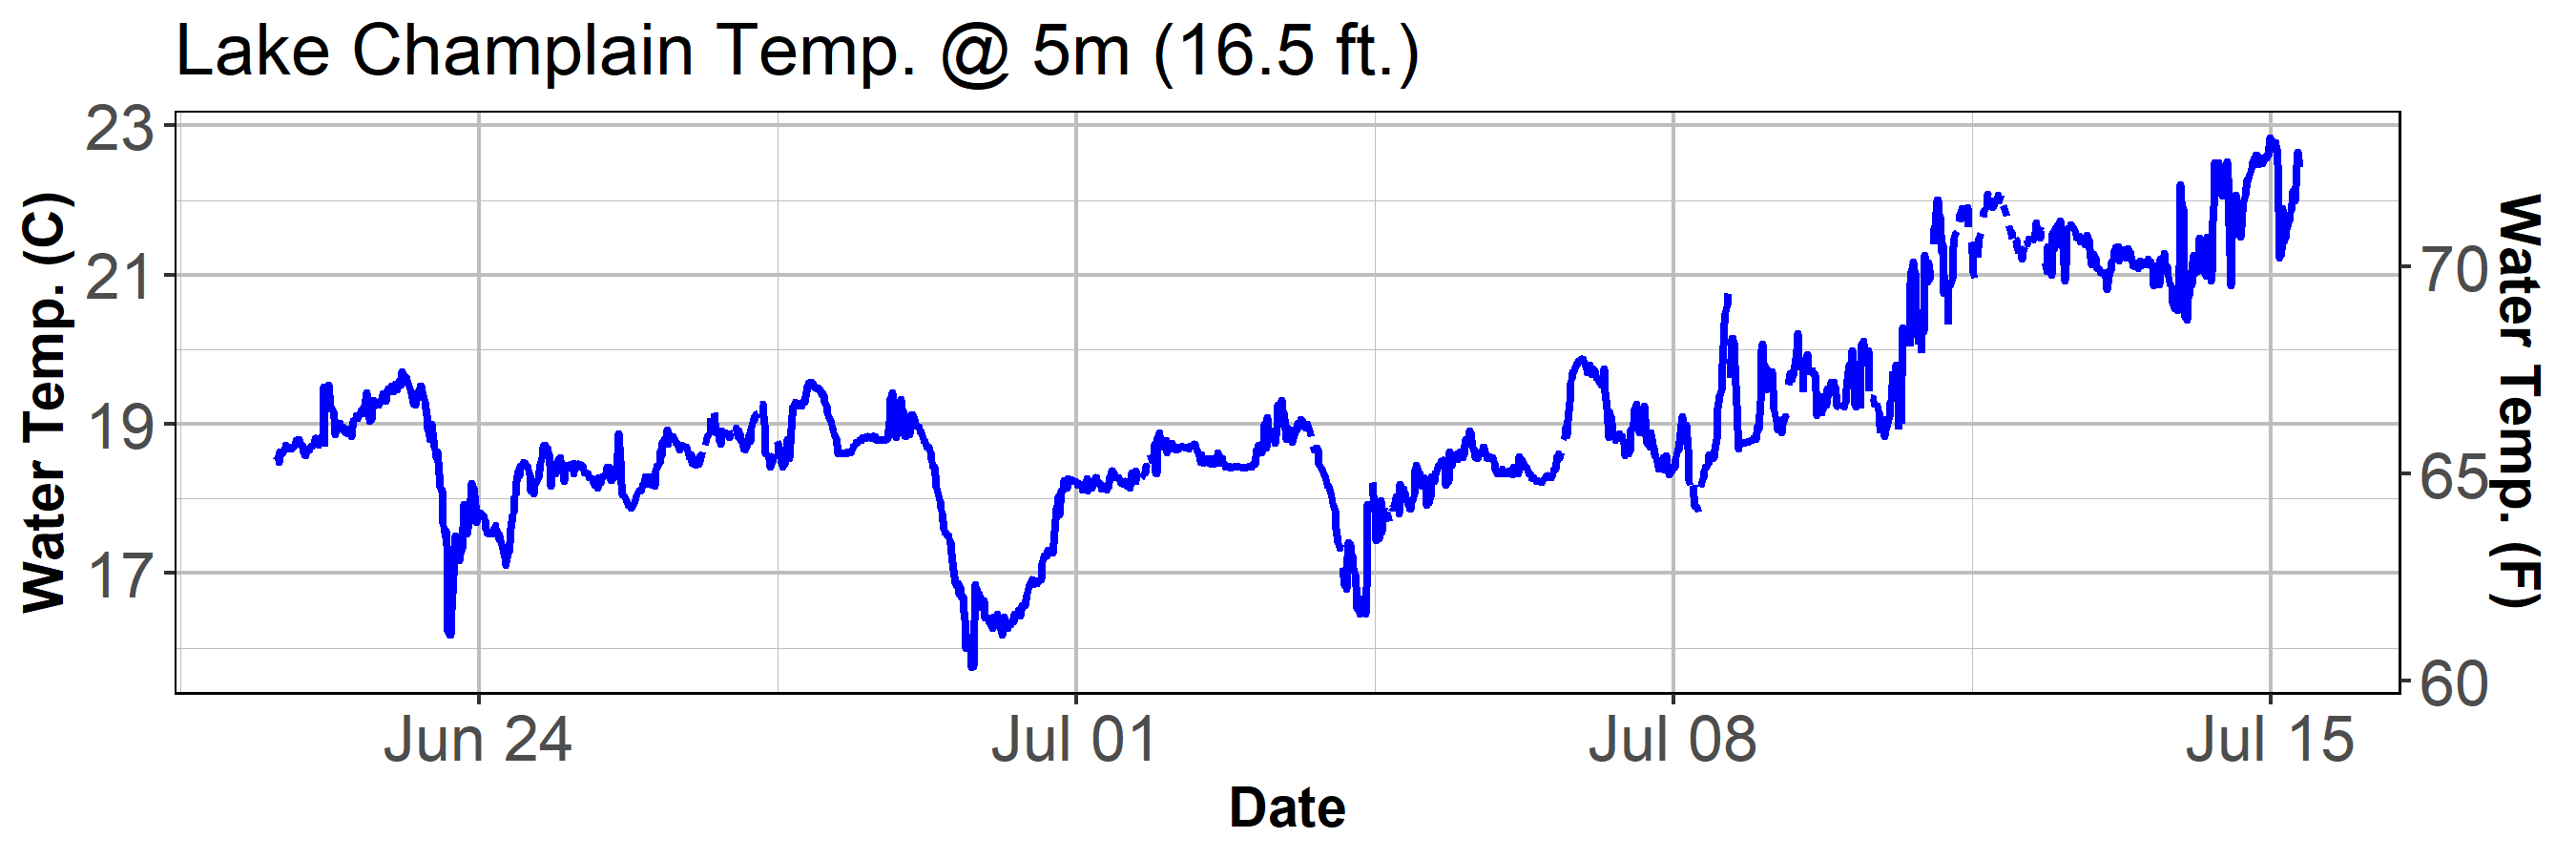 Lake Champlain Temp. @ 5m (16.5 ft.)
Water Temp. (C)
23
21
19
17
70
65
60
Water Temp. (F)
Jun 24
Jul 01
Jul 08
Jul 15
Date